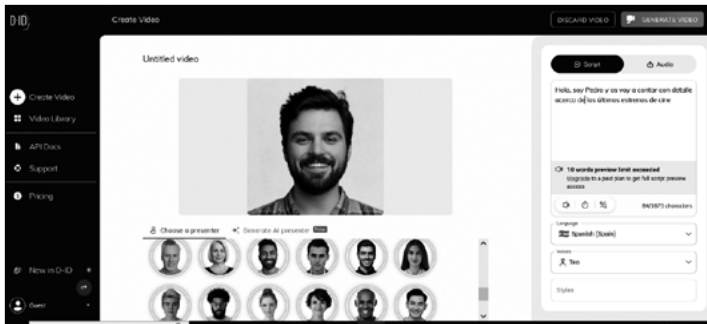 D-ID
Create Video
DISCARD VIDEO
GENERATE VIDEO
Create Video
Video Library
API Docs
Support
Pricing
New in D-ID
Guest
Untitled video
Choose a presenter
Generate AI presenter
Script
Audio
Hola, soy Pedro y os voy a contar con detalle
acerca de los últimos estrenos de cine
10 words preview limit exceeded
Upgrade to a paid plan to get full script preview
access
84/3875 characters
Language
Spanish (Spain)
Voices
Teo
Styles